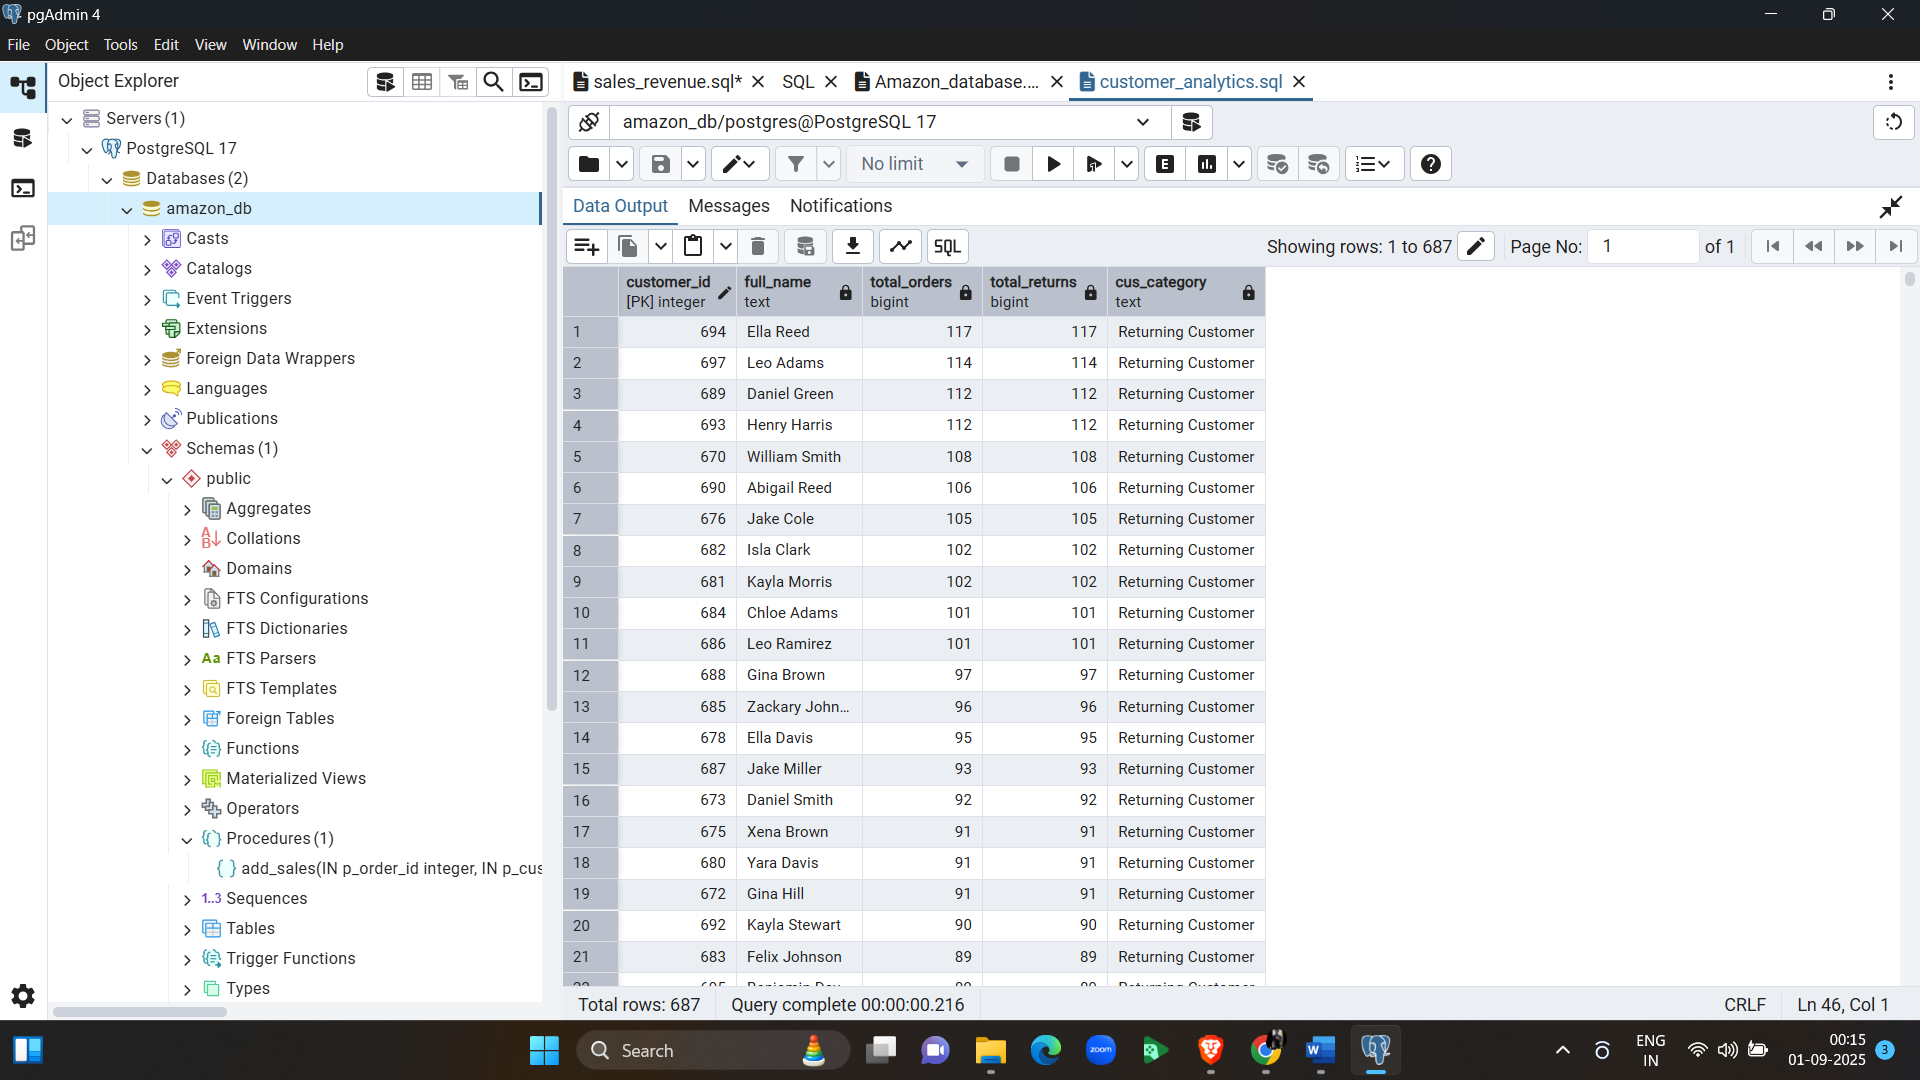 pgAdmin 4
File Object Tools Edit View Window Help
Object Explorer
sales_revenue.sql*
SQL
Amazon_database....
customer_analytics.sql
Servers (1)
PostgreSQL 17
Databases (2)
amazon_db
Casts
Catalogs
Event Triggers
Extensions
Foreign Data Wrappers
Languages
Publications
Schemas (1)
public
Aggregates
Collations
Domains
FTS Configurations
FTS Dictionaries
Aa FTS Parsers
FTS Templates
Foreign Tables
Functions
Materialized Views
Operators
Procedures (1)
add_sales(IN p_order_id integer, IN p_cus
1..3 Sequences
Tables
Trigger Functions
Types
amazon_db/postgres@PostgreSQL 17
No limit
E
Data Output Messages Notifications
SQL
Showing rows: 1 to 687
Page No: 1 of 1
customer_id full_name total_orders total_returns cus_category
[PK] integer text bigint bigint text
1 694 Ella Reed 117 117 Returning Customer
2 697 Leo Adams 114 114 Returning Customer
3 689 Daniel Green 112 112 Returning Customer
4 693 Henry Harris 112 112 Returning Customer
5 670 William Smith 108 108 Returning Customer
6 690 Abigail Reed 106 106 Returning Customer
7 676 Jake Cole 105 105 Returning Customer
8 682 Isla Clark 102 102 Returning Customer
9 681 Kayla Morris 102 102 Returning Customer
10 684 Chloe Adams 101 101 Returning Customer
11 686 Leo Ramirez 101 101 Returning Customer
12 688 Gina Brown 97 97 Returning Customer
13 685 Zackary John... 96 96 Returning Customer
14 678 Ella Davis 95 95 Returning Customer
15 687 Jake Miller 93 93 Returning Customer
16 673 Daniel Smith 92 92 Returning Customer
17 675 Xena Brown 91 91 Returning Customer
18 680 Yara Davis 91 91 Returning Customer
19 672 Gina Hill 91 91 Returning Customer
20 692 Kayla Stewart 90 90 Returning Customer
21 683 Felix Johnson 89 89 Returning Customer
Total rows: 687
Query complete 00:00:00.216
CRLF
Ln 46, Col 1
Search
zoom
W
ENG
IN
00:15
01-09-2025
3